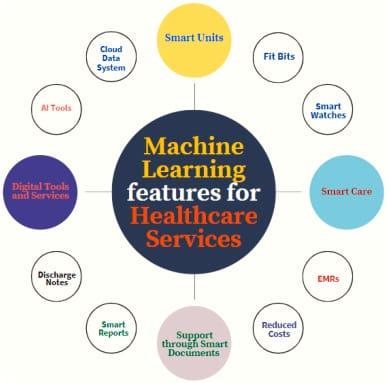 Smart Units
Cloud
Data
System
Fit Bits
AI Tools
Smart
Watches
Machine
Learning
features for
Healthcare
Services
Digital Tools
and Services
Smart Care
Discharge
Notes
EMRs
Smart
Reports
Reduced
Costs
Support
through Smart
Documents